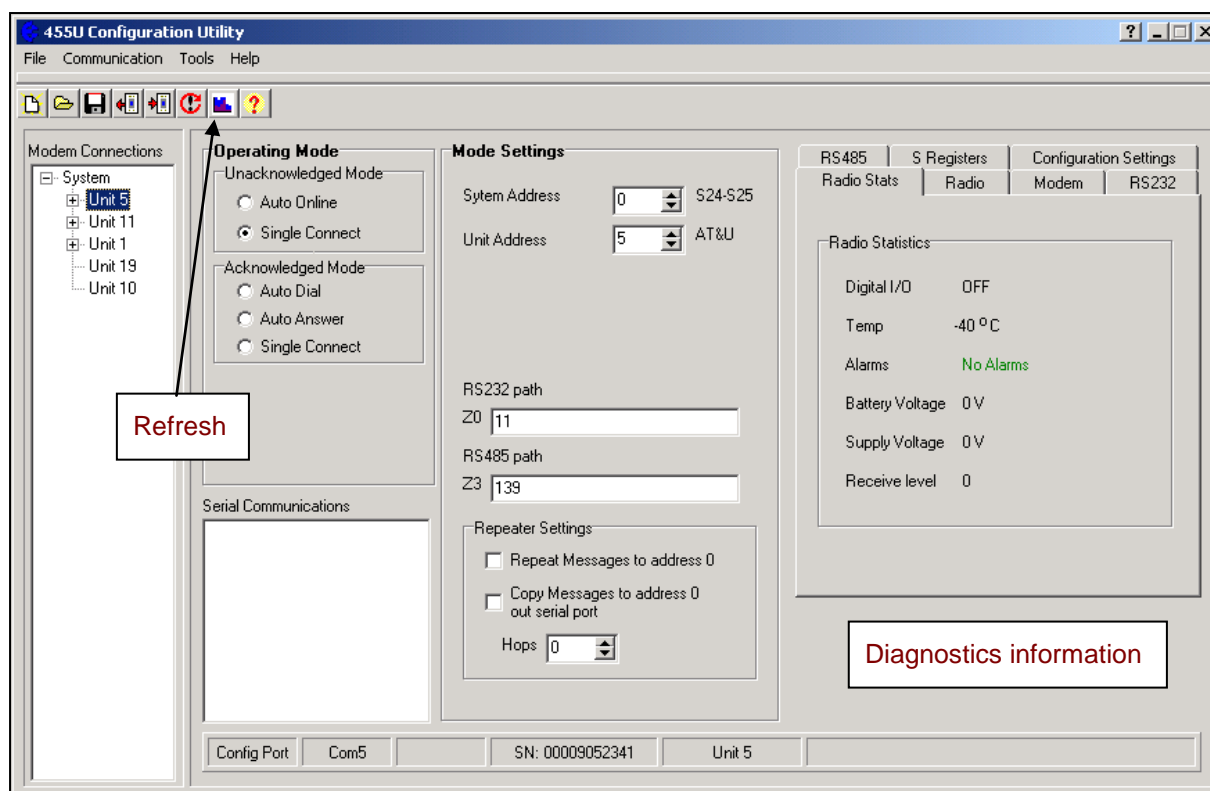 455U Configuration Utility
File Communication Tools Help
Modem Connections
System
Unit 5
Unit 11
Unit 1
Unit 19
Unit 10
Refresh
Operating Mode
Unacknowledged Mode
Auto Online
Single Connect
Acknowledged Mode
Auto Dial
Auto Answer
Single Connect
Serial Communications
Mode Settings
Sytem Address 0 S24-S25
Unit Address 5 AT&U
RS232 path
Z0 11
RS485 path
Z3 139
Repeater Settings
Repeat Messages to address 0
Copy Messages to address 0
out serial port
Hops 0
RS485 S Registers Configuration Settings
Radio Stats Radio Modem RS232
Radio Statistics
Digital I/O OFF
Temp -40 ºC
Alarms No Alarms
Battery Voltage 0 V
Supply Voltage 0 V
Receive level 0
Diagnostics information
Config Port Com5 SN: 00009052341 Unit 5